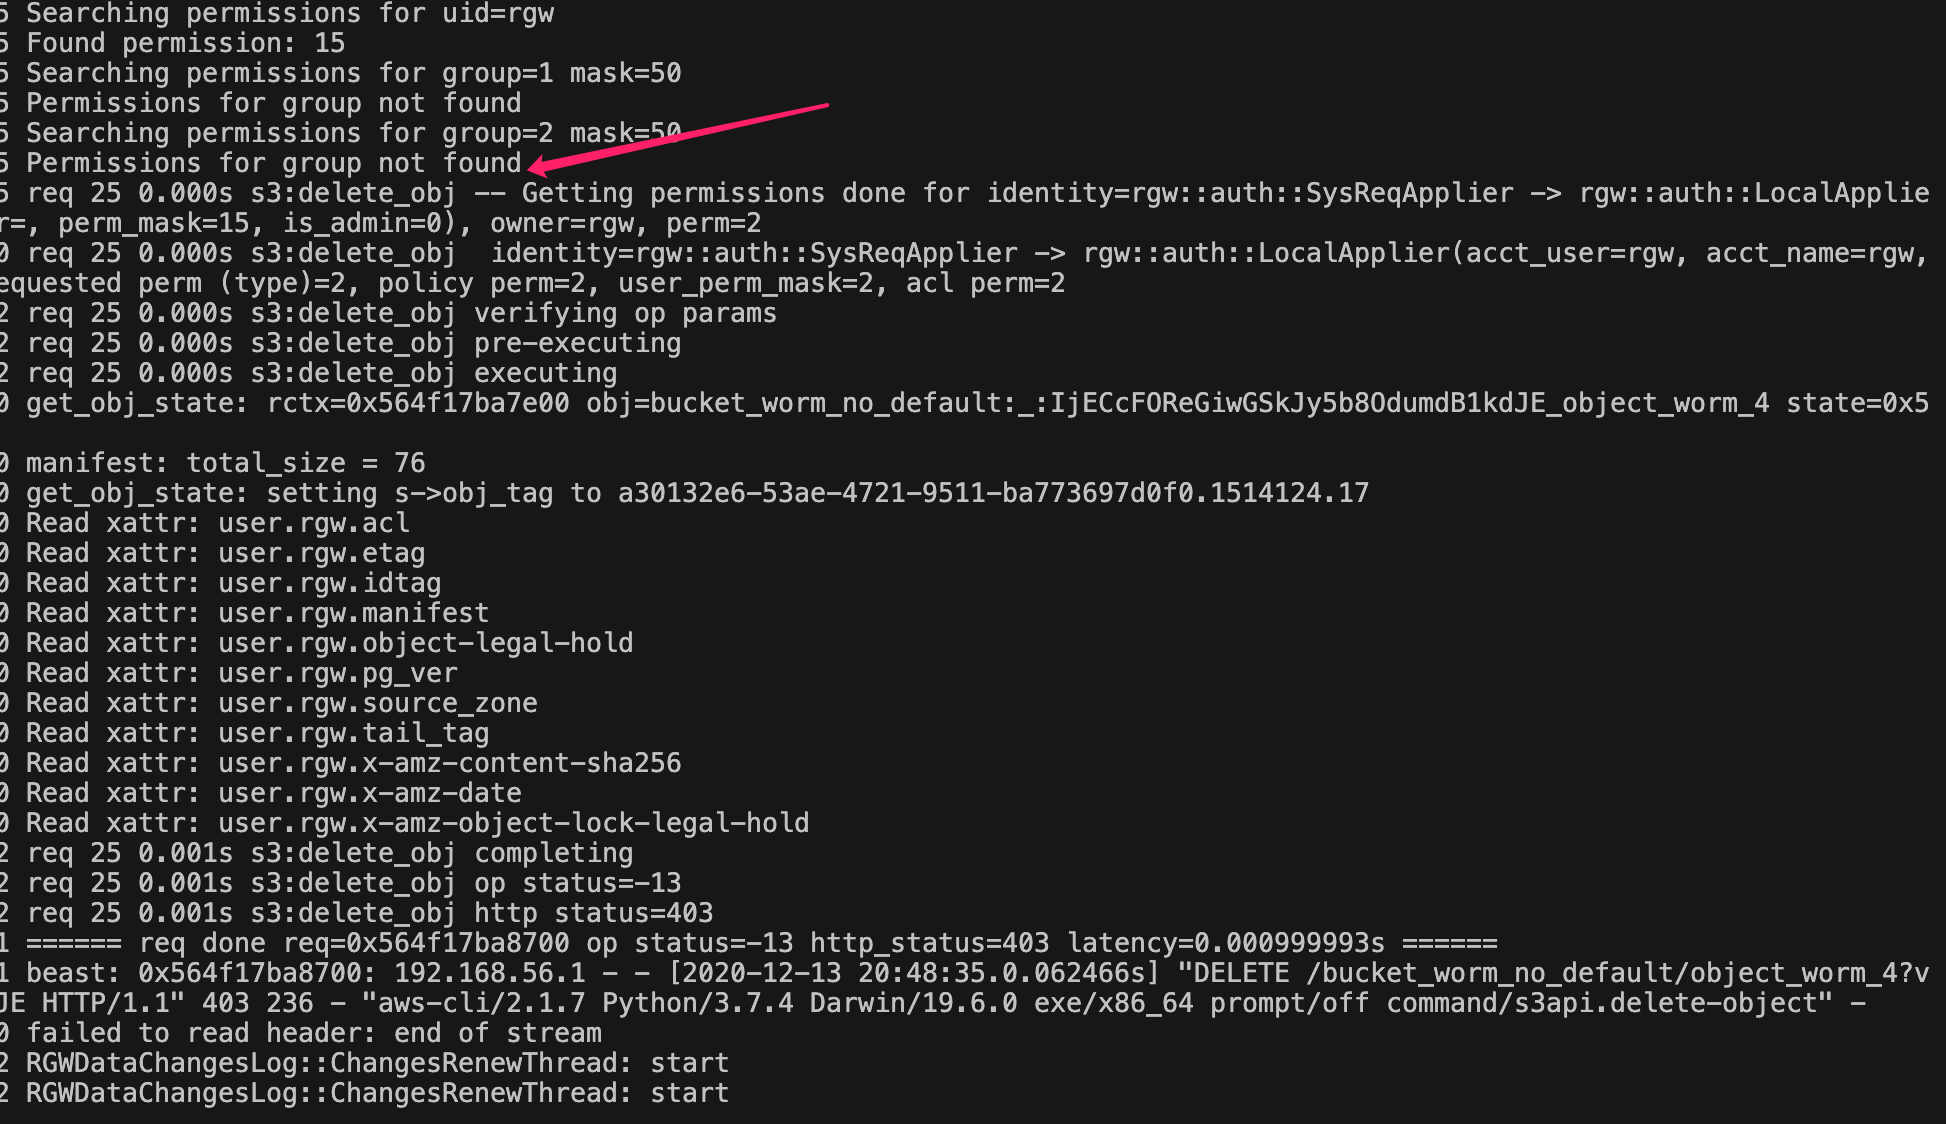 5 Searching permissions for uid=rgw
5 Found permission: 15
5 Searching permissions for group=1 mask=50
5 Permissions for group not found
5 Searching permissions for group=2 mask=50
5 Permissions for group not found
5 req 25 0.000s s3:delete_obj -- Getting permissions done for identity=rgw::auth::SysReqApplier -> rgw::auth::LocalApplie
r=, perm_mask=15, is_admin=0), owner=rgw, perm=2
0 req 25 0.000s s3:delete_obj  identity=rgw::auth::SysReqApplier -> rgw::auth::LocalApplier(acct_user=rgw, acct_name=rgw,
equested perm (type)=2, policy perm=2, user_perm_mask=2, acl perm=2
2 req 25 0.000s s3:delete_obj verifying op params
2 req 25 0.000s s3:delete_obj pre-executing
2 req 25 0.000s s3:delete_obj executing
0 get_obj_state: rctx=0x564f17ba7e00 obj=bucket_worm_no_default:_:IjECcFOReGiwGSkJy5b8OdumdB1kdJE_object_worm_4 state=0x5
0 manifest: total_size = 76
0 get_obj_state: setting s->obj_tag to a30132e6-53ae-4721-9511-ba773697d0f0.1514124.17
0 Read xattr: user.rgw.acl
0 Read xattr: user.rgw.etag
0 Read xattr: user.rgw.idtag
0 Read xattr: user.rgw.manifest
0 Read xattr: user.rgw.object-legal-hold
0 Read xattr: user.rgw.pg_ver
0 Read xattr: user.rgw.source_zone
0 Read xattr: user.rgw.tail_tag
0 Read xattr: user.rgw.x-amz-content-sha256
0 Read xattr: user.rgw.x-amz-date
0 Read xattr: user.rgw.x-amz-object-lock-legal-hold
2 req 25 0.001s s3:delete_obj completing
2 req 25 0.001s s3:delete_obj op status=-13
2 req 25 0.001s s3:delete_obj http status=403
1 ====== req done req=0x564f17ba8700 op status=-13 http_status=403 latency=0.000999993s ======
1 beast: 0x564f17ba8700: 192.168.56.1 - - [2020-12-13 20:48:35.0.062466s] "DELETE /bucket_worm_no_default/object_worm_4?v
JE HTTP/1.1" 403 236 - "aws-cli/2.1.7 Python/3.7.4 Darwin/19.6.0 exe/x86_64 prompt/off command/s3api.delete-object" -
0 failed to read header: end of stream
2 RGWDataChangesLog::ChangesRenewThread: start
2 RGWDataChangesLog::ChangesRenewThread: start